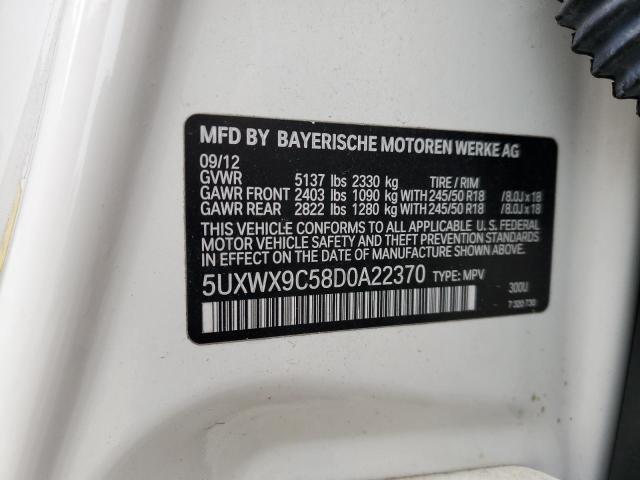 MFD BY BAYERISCHE MOTOREN WERKE AG
09/12
GVWR 5137 lbs 2330 kg TIRE / RIM
GAWR FRONT 2403 lbs 1090 kg WITH 245/50 R18 / 8.0J x 18
GAWR REAR 2822 lbs 1280 kg WITH 245/50 R18 / 8.0J x 18
THIS VEHICLE CONFORMS TO ALL APPLICABLE U. S. FEDERAL
MOTOR VEHICLE SAFETY AND THEFT PREVENTION STANDARDS
IN EFFECT ON THE DATE OF MANUFACTURE SHOWN ABOVE.
5UXWX9C58D0A22370 TYPE: MPV
300U
7 320 730